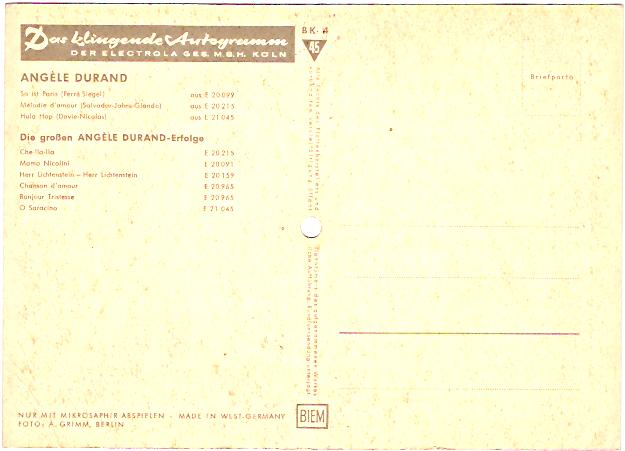 Das klingende Autogramm
DER ELECTROLA GES. M.B.H. KÖLN
ANGÈLE DURAND
So ist Paris (Ferré-Siegel) aus E 20 099
Mélodie d'amour (Salvador-Johns-Glando) aus E 20 215
Hula Hop (Davie-Nicolas) aus E 21 045
Die großen ANGÈLE DURAND-Erfolge
Che-lla-lla E 20 215
Mama Nicolini E 20 091
Herr Lichtenstein – Herr Lichtenstein E 20 159
Chanson d'amour E 20 965
Bonjour Tristesse E 20 965
O Saracino E 21 045
NUR MIT MIKROSAPHIR ABSPIELEN - MADE IN WEST-GERMANY
FOTO: A. GRIMM, BERLIN
BK
45
BIEM
Briefporto